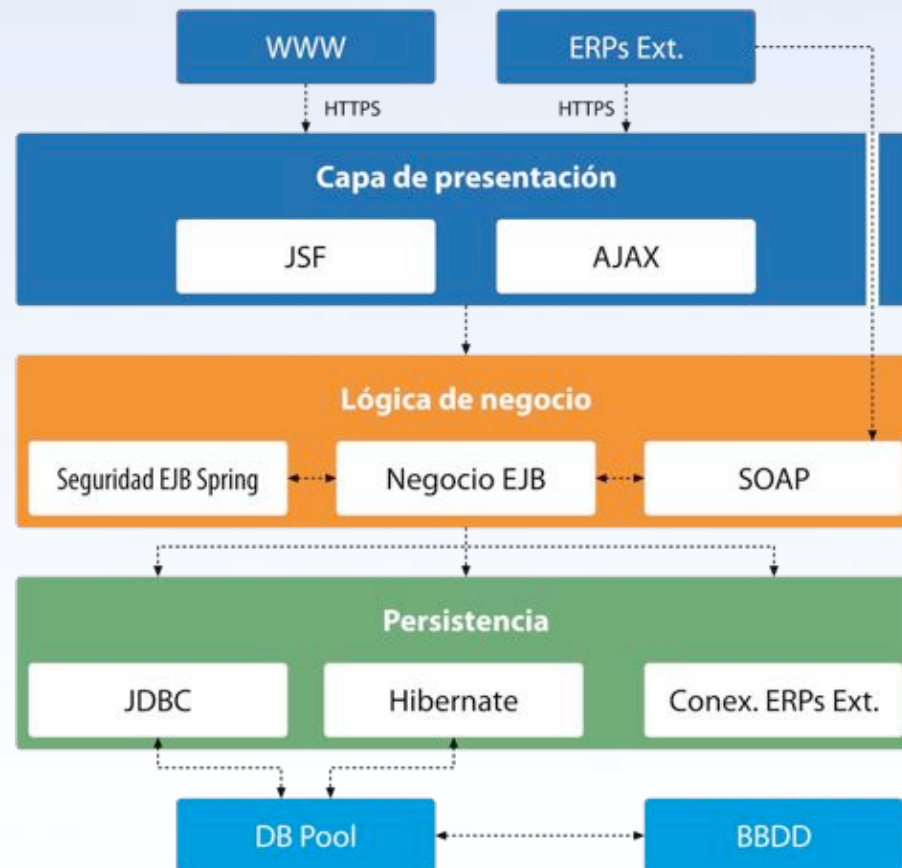 WWW
ERPs Ext.
HTTPS
HTTPS
Capa de presentación
JSF
AJAX
Lógica de negocio
Seguridad EJB Spring
Negocio EJB
SOAP
Persistencia
JDBC
Hibernate
Conex. ERPs Ext.
DB Pool
BBDD